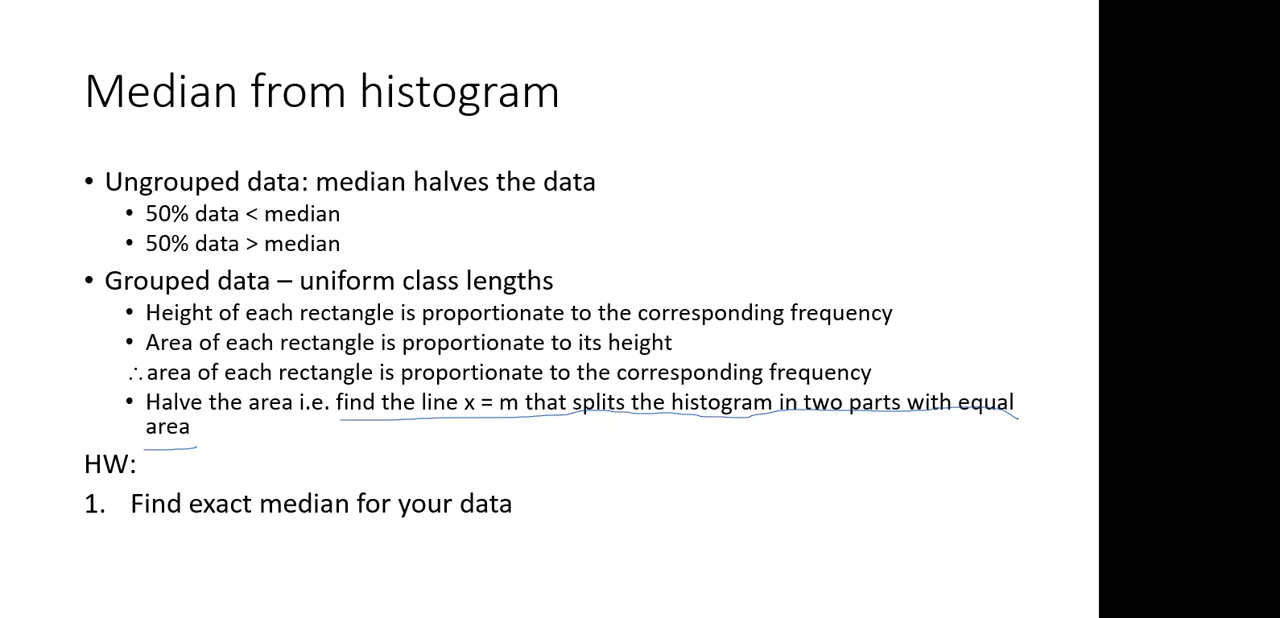 Median from histogram
• Ungrouped data: median halves the data
• 50% data < median
• 50% data > median
• Grouped data – uniform class lengths
• Height of each rectangle is proportionate to the corresponding frequency
• Area of each rectangle is proportionate to its height
∴ area of each rectangle is proportionate to the corresponding frequency
• Halve the area i.e. find the line x = m that splits the histogram in two parts with equal
area
HW:
1. Find exact median for your data